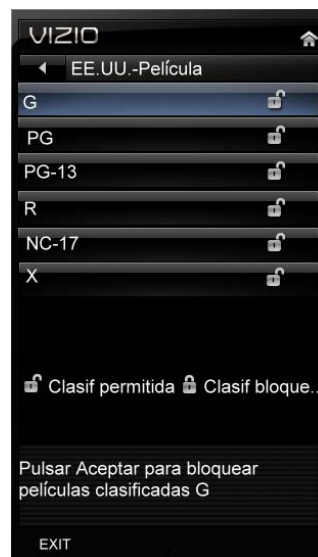 VIZIO
EE.UU.-Película
G
PG
PG-13
R
NC-17
X
Clasif permitida Clasif bloque..
Pulsar Aceptar para bloquear
películas clasificadas G
EXIT